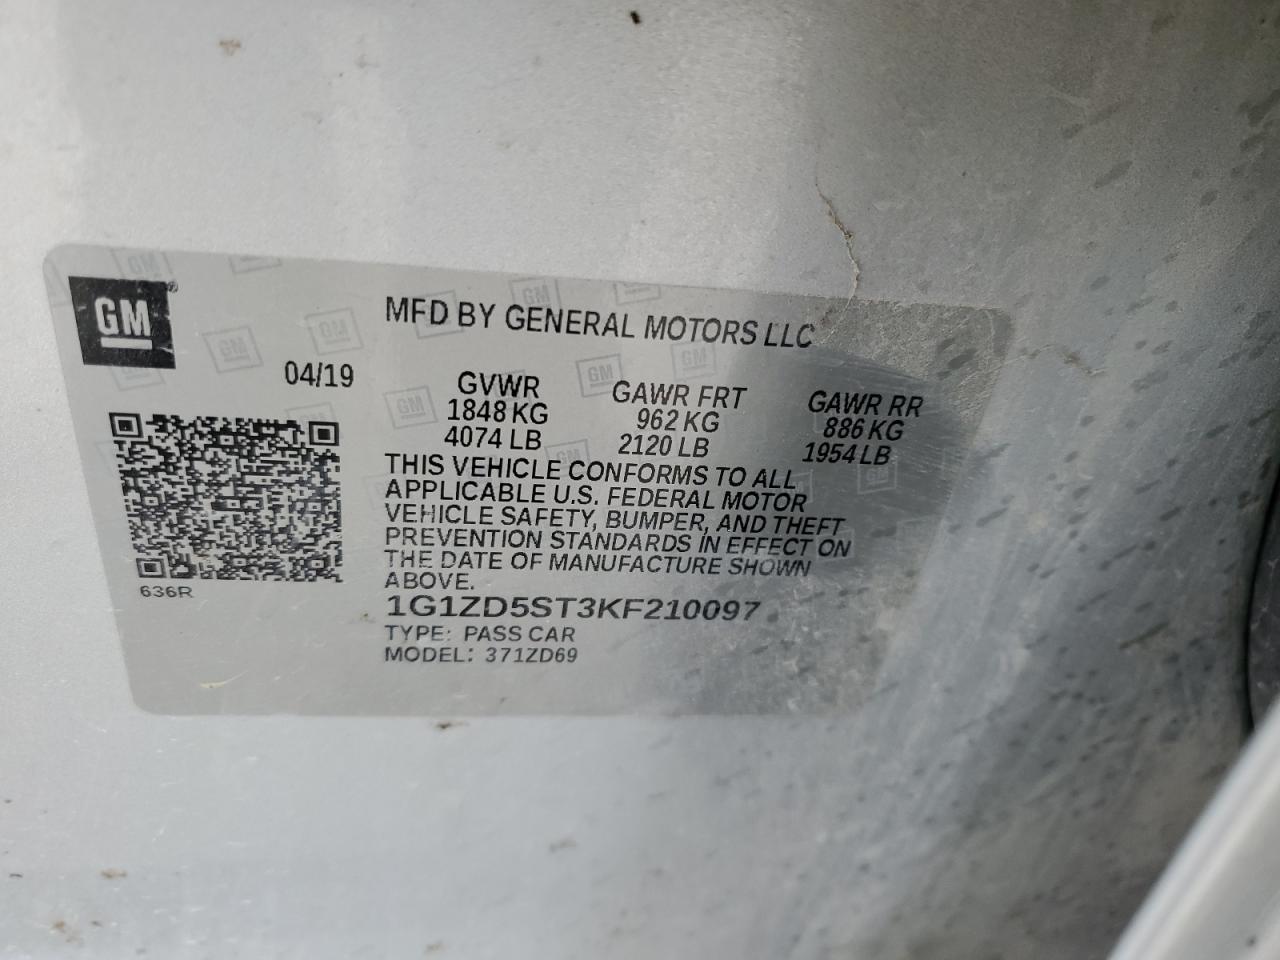 GM®
MFD BY GENERAL MOTORS LLC
04/19
GVWR GAWR FRT GAWR RR
1848 KG 962 KG 886 KG
4074 LB 2120 LB 1954 LB
THIS VEHICLE CONFORMS TO ALL
APPLICABLE U.S. FEDERAL MOTOR
VEHICLE SAFETY, BUMPER, AND THEFT
PREVENTION STANDARDS IN EFFECT ON
THE DATE OF MANUFACTURE SHOWN
ABOVE.
636R
1G1ZD5ST3KF210097
TYPE: PASS CAR
MODEL: 371ZD69